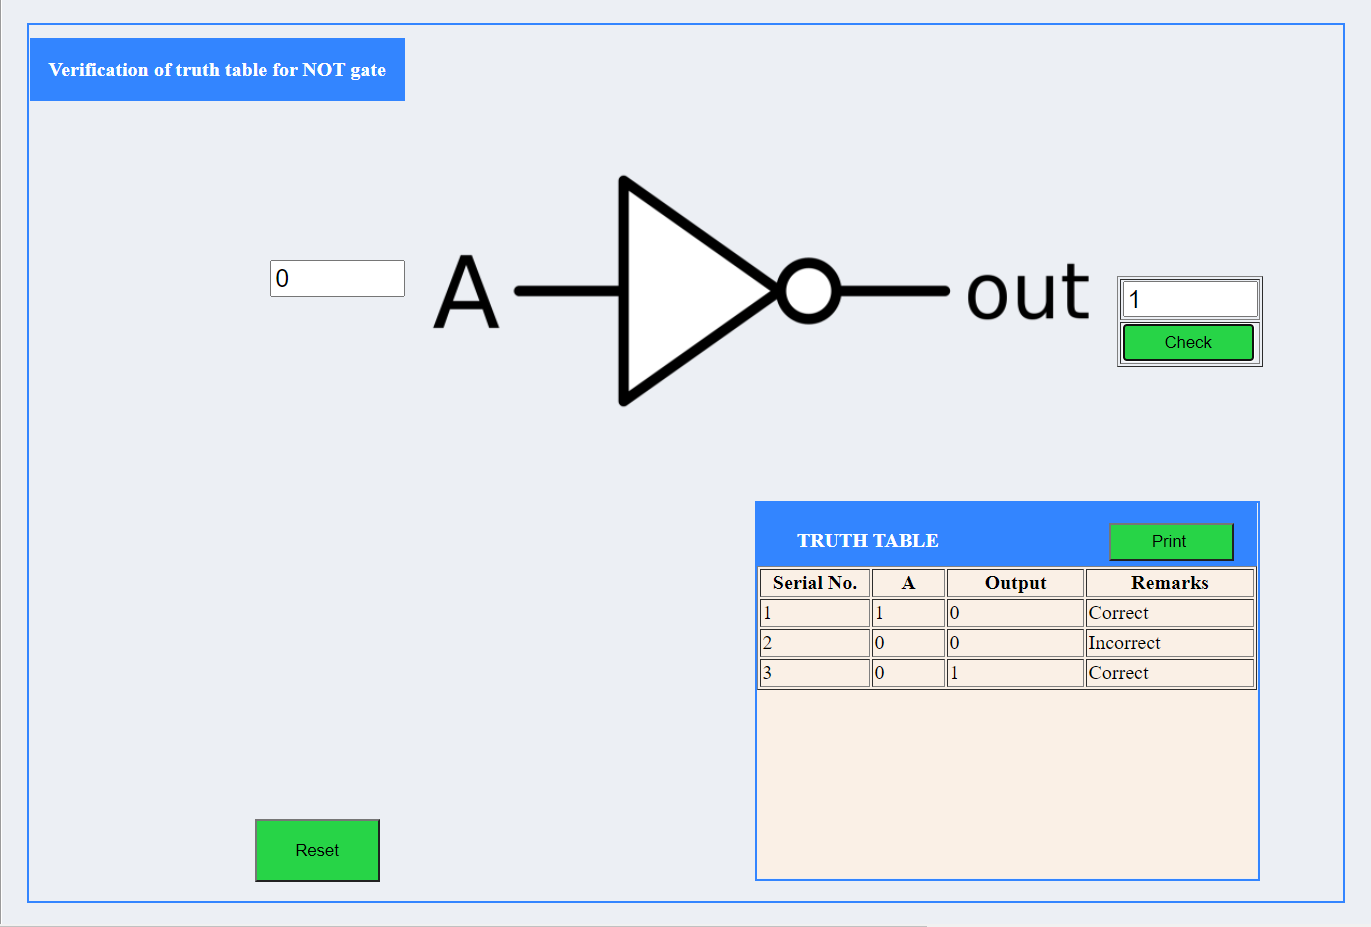 Verification of truth table for NOT gate
0
A
out
1
Check
TRUTH TABLE
Print
Serial No. A Output Remarks
1 1 0 Correct
2 0 0 Incorrect
3 0 1 Correct
Reset